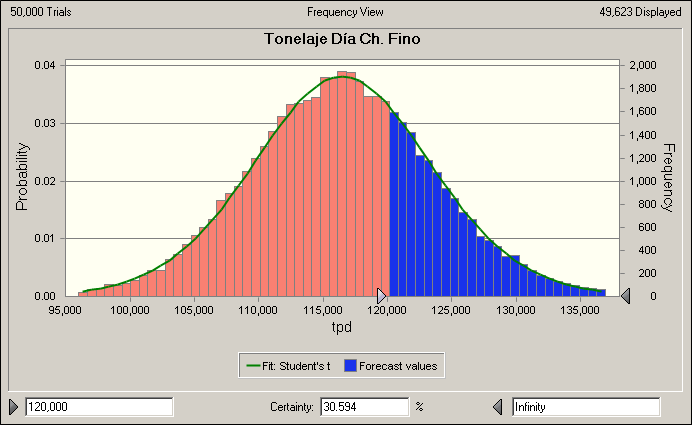 50,000 Trials Frequency View 49,623 Displayed
Tonelaje Día Ch. Fino
0.04 2,000
1,800
1,600
0.03 1,400
1,200
0.02 1,000
800
600
0.01 400
200
0.00 0
Probability
Frequency
95,000 100,000 105,000 110,000 115,000 120,000 125,000 130,000 135,000
tpd
Fit: Student's t Forecast values
120,000 Certainty: 30.594 % Infinity